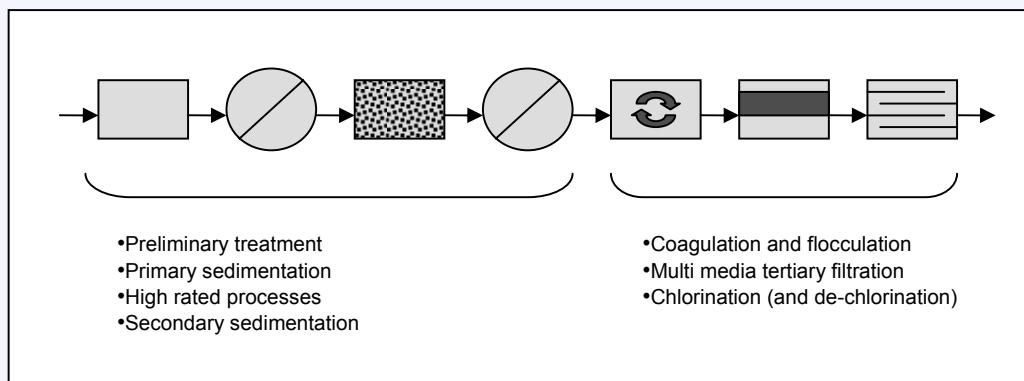 •Preliminary treatment
•Primary sedimentation
•High rated processes
•Secondary sedimentation
•Coagulation and flocculation
•Multi media tertiary filtration
•Chlorination (and de-chlorination)